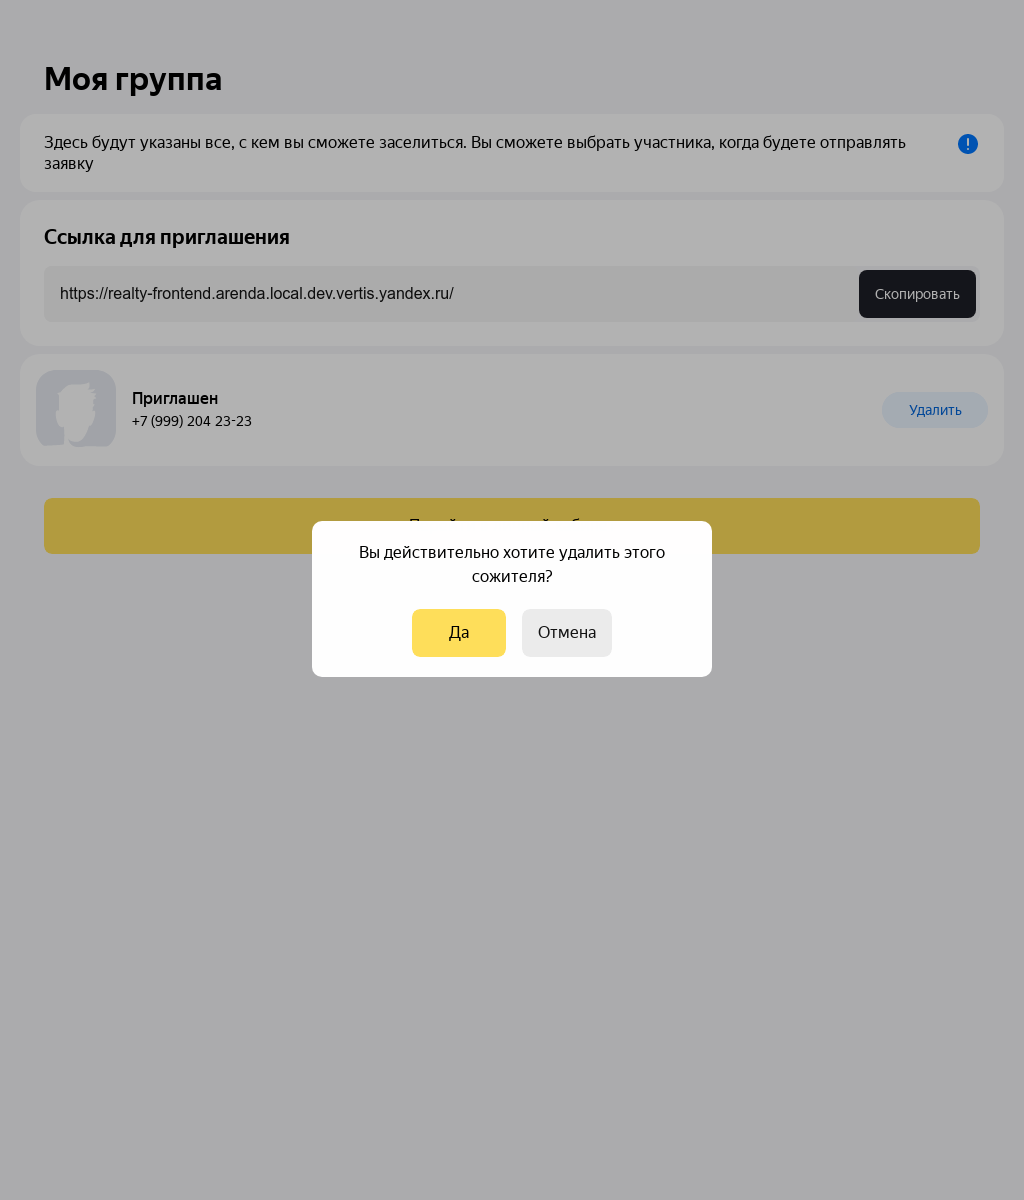 Моя группа
Здесь будут указаны все, с кем вы сможете заселиться. Вы сможете выбрать участника, когда будете отправлять
заявку
Ссылка для приглашения
https://realty-frontend.arenda.local.dev.vertis.yandex.ru/
Скопировать
Приглашен
+7 (999) 204 23-23
Удалить
Вы действительно хотите удалить этого
сожителя?
Да
Отмена